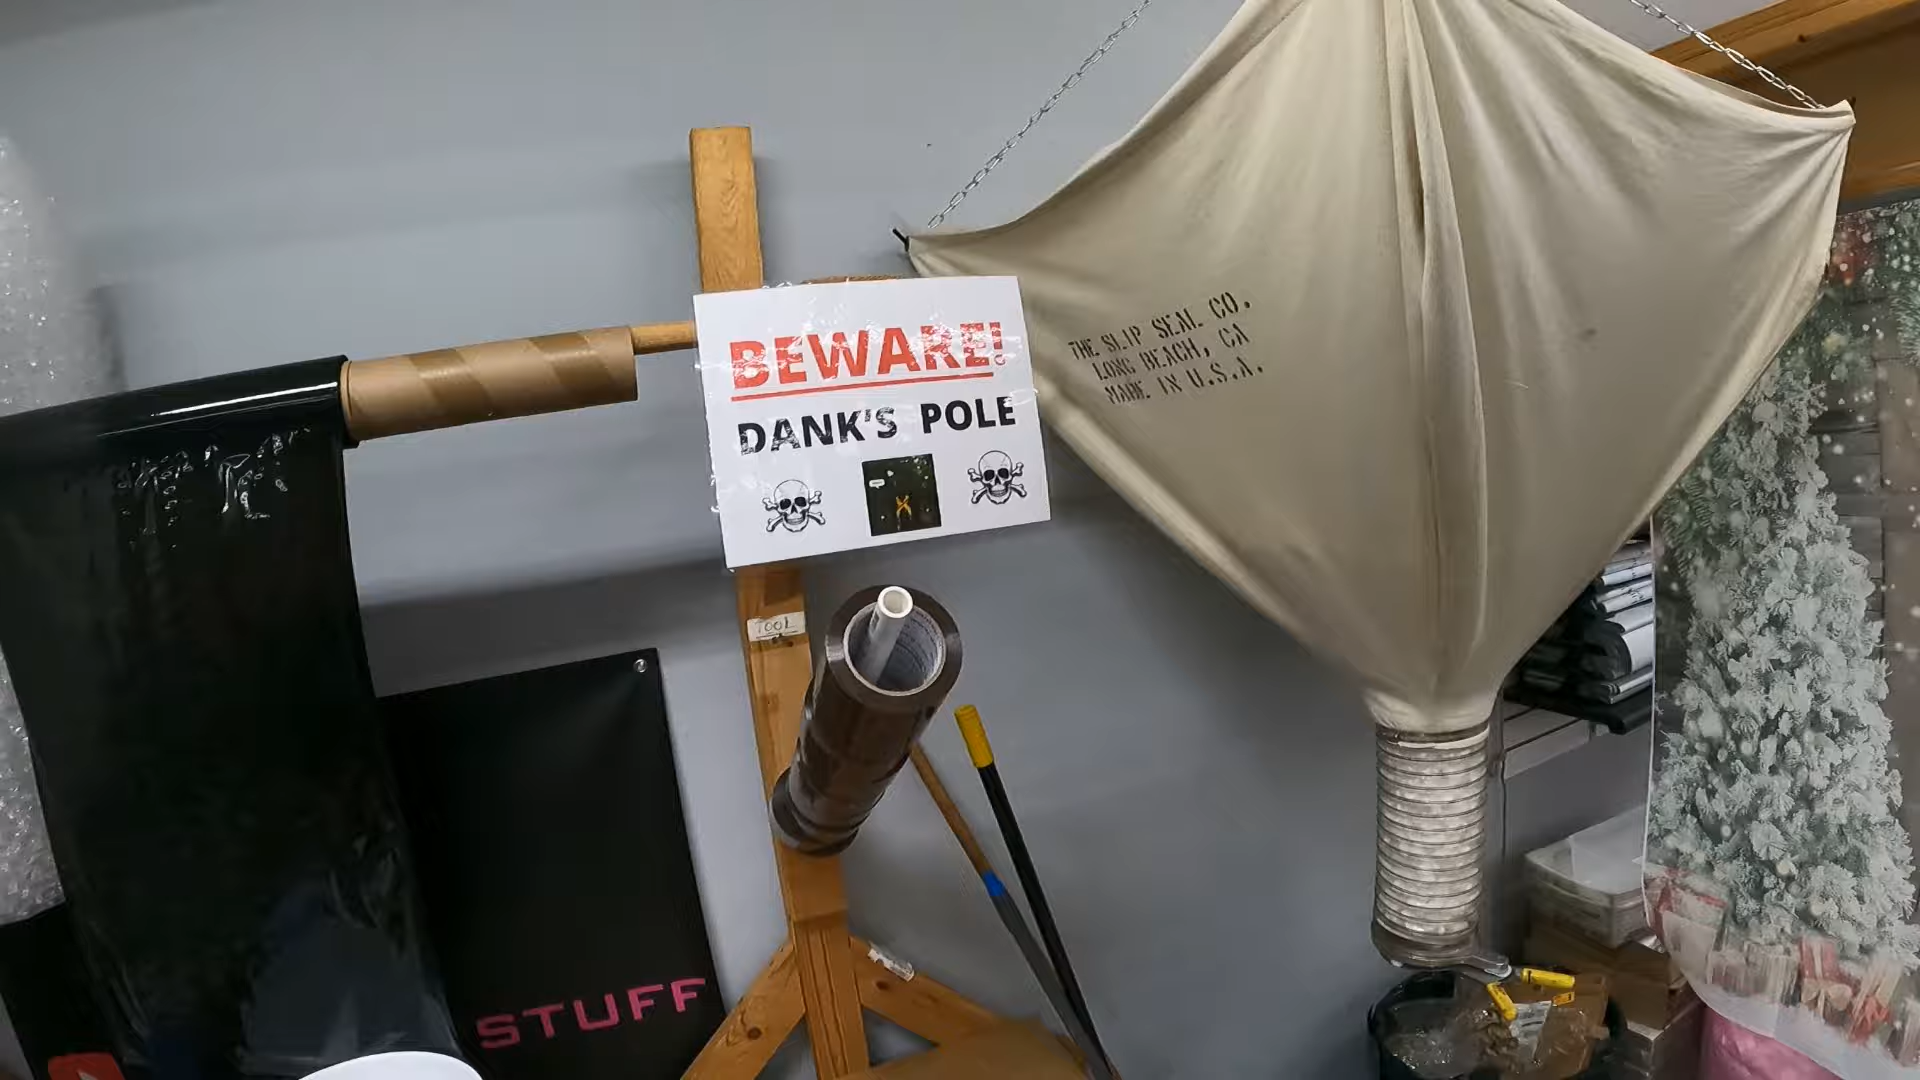 BEWARE!
DANK'S POLE
THE SLIP SEAL CO.
LONG BEACH, CA
MADE IN U.S.A.
TOOL
STUFF